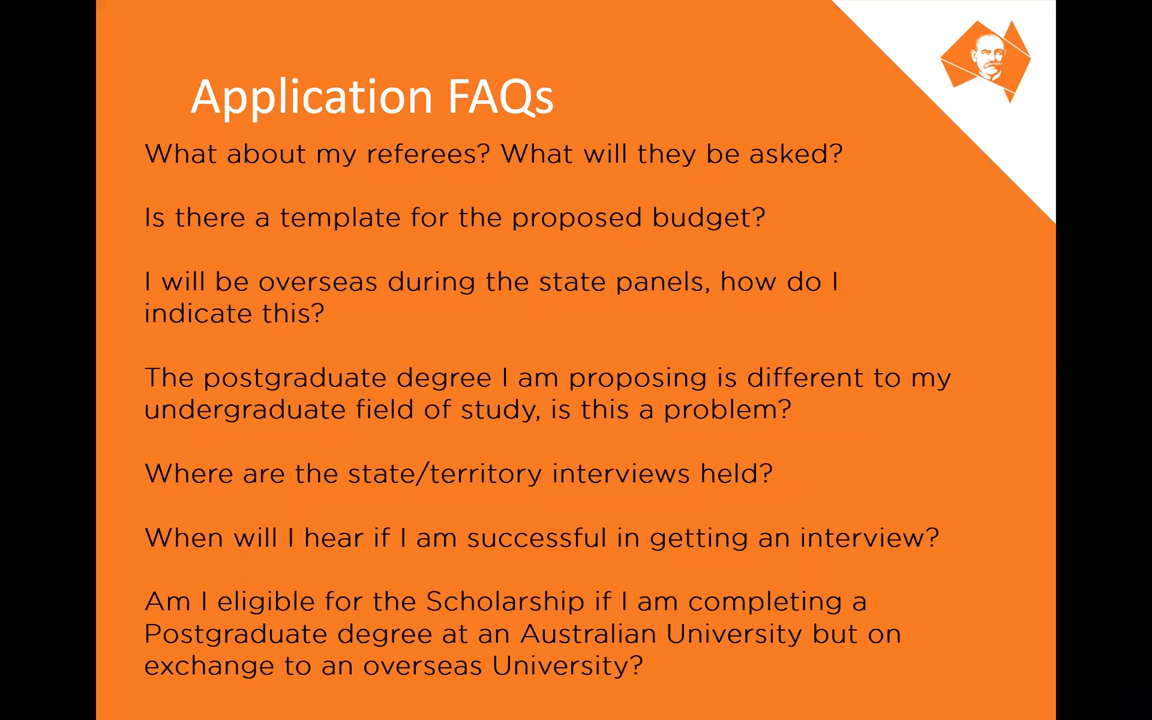 Application FAQs
What about my referees? What will they be asked?
Is there a template for the proposed budget?
I will be overseas during the state panels, how do I
indicate this?
The postgraduate degree I am proposing is different to my
undergraduate field of study, is this a problem?
Where are the state/territory interviews held?
When will I hear if I am successful in getting an interview?
Am I eligible for the Scholarship if I am completing a
Postgraduate degree at an Australian University but on
exchange to an overseas University?